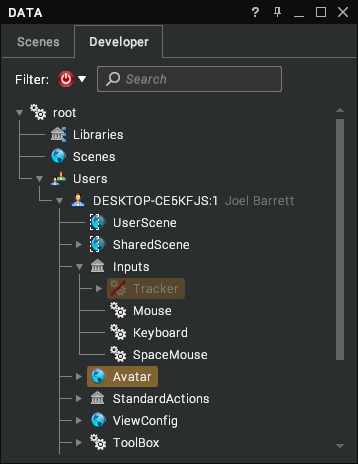 DATA
Scenes Developer
Filter: Search
root
Libraries
Scenes
Users
DESKTOP-CE5KFJS:1 Joel Barrett
UserScene
SharedScene
Inputs
Tracker
Mouse
Keyboard
SpaceMouse
Avatar
StandardActions
ViewConfig
ToolBox